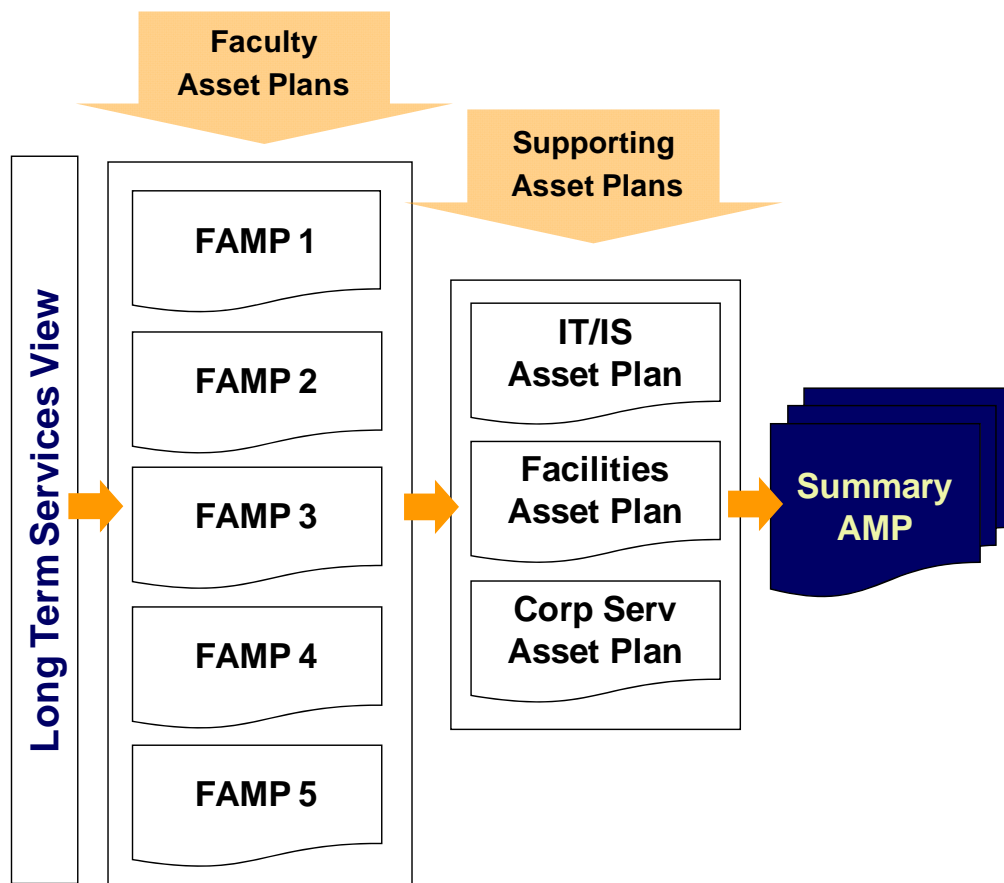 Faculty
Asset Plans
Supporting
Asset Plans
Long Term Services View
FAMP 1
FAMP 2
FAMP 3
FAMP 4
FAMP 5
IT/IS
Asset Plan
Facilities
Asset Plan
Corp Serv
Asset Plan
Summary
AMP